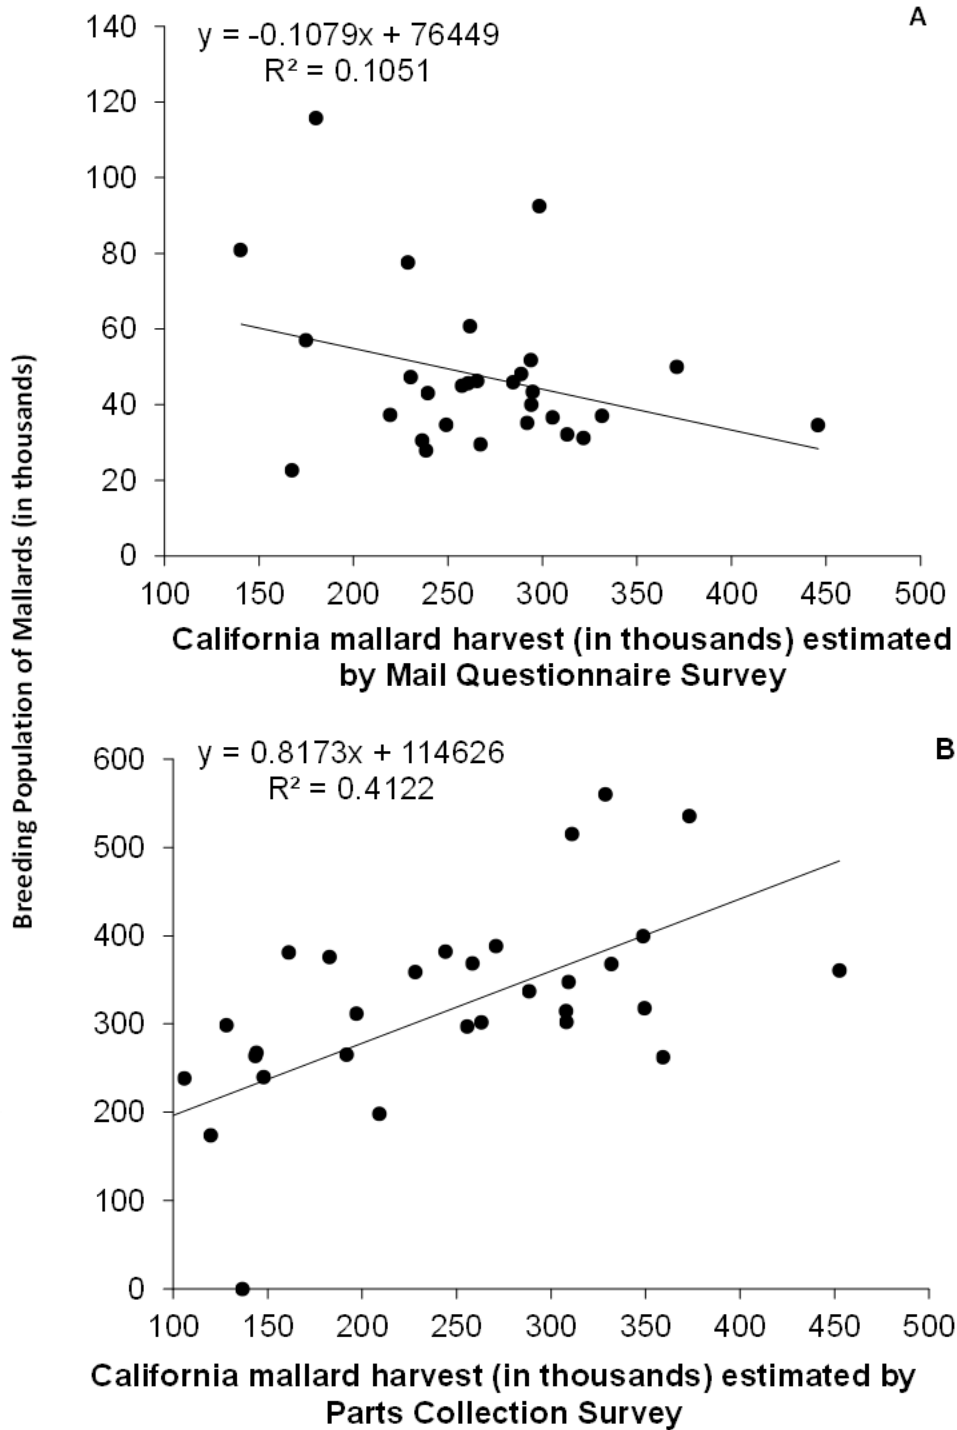 A
y = -0.1079x + 76449
R² = 0.1051
140
120
100
80
60
40
20
0
100 150 200 250 300 350 400 450 500
California mallard harvest (in thousands) estimated
by Mail Questionnaire Survey
Breeding Population of Mallards (in thousands)
B
y = 0.8173x + 114626
R² = 0.4122
600
500
400
300
200
100
0
100 150 200 250 300 350 400 450 500
California mallard harvest (in thousands) estimated by
Parts Collection Survey